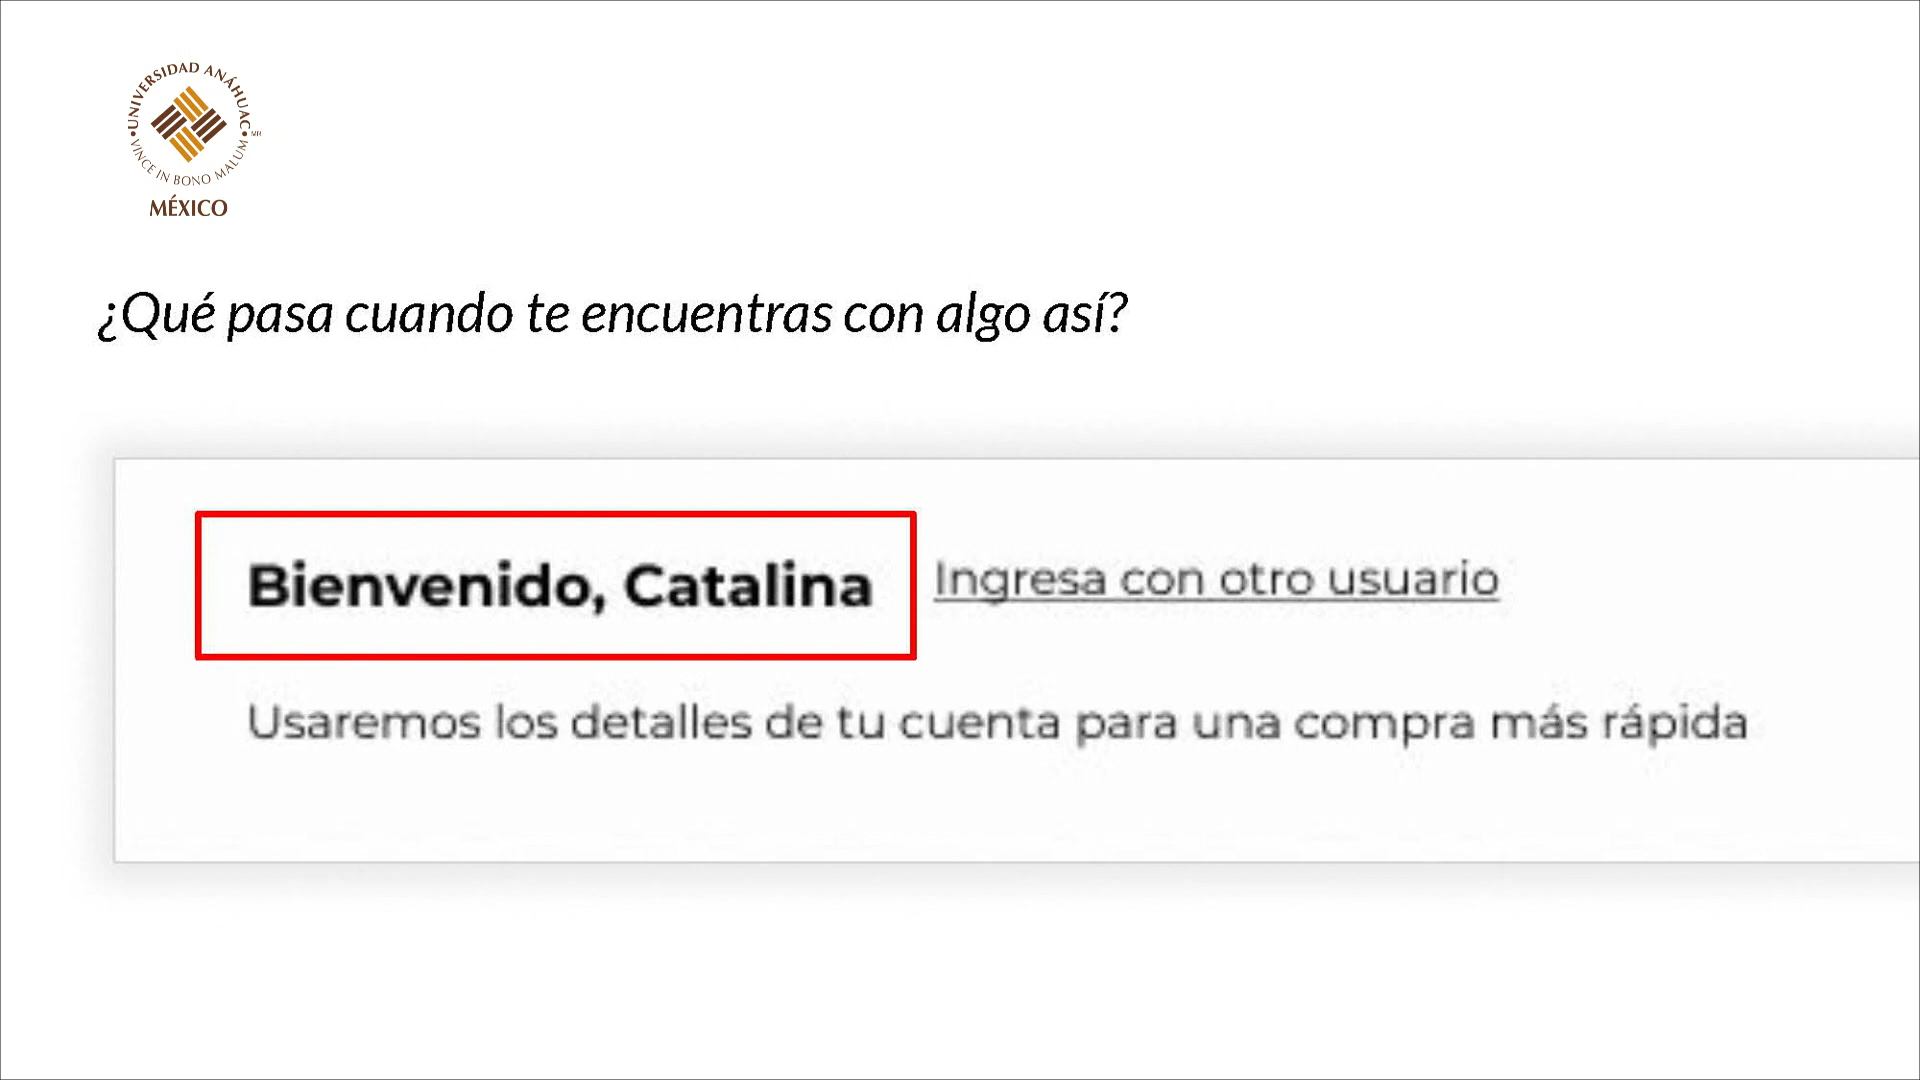 UNIVERSIDAD ANÁHUAC
VINCE IN BONO MALUM
MR
MÉXICO
¿Qué pasa cuando te encuentras con algo así?
Bienvenido, Catalina Ingresa con otro usuario
Usaremos los detalles de tu cuenta para una compra más rápida